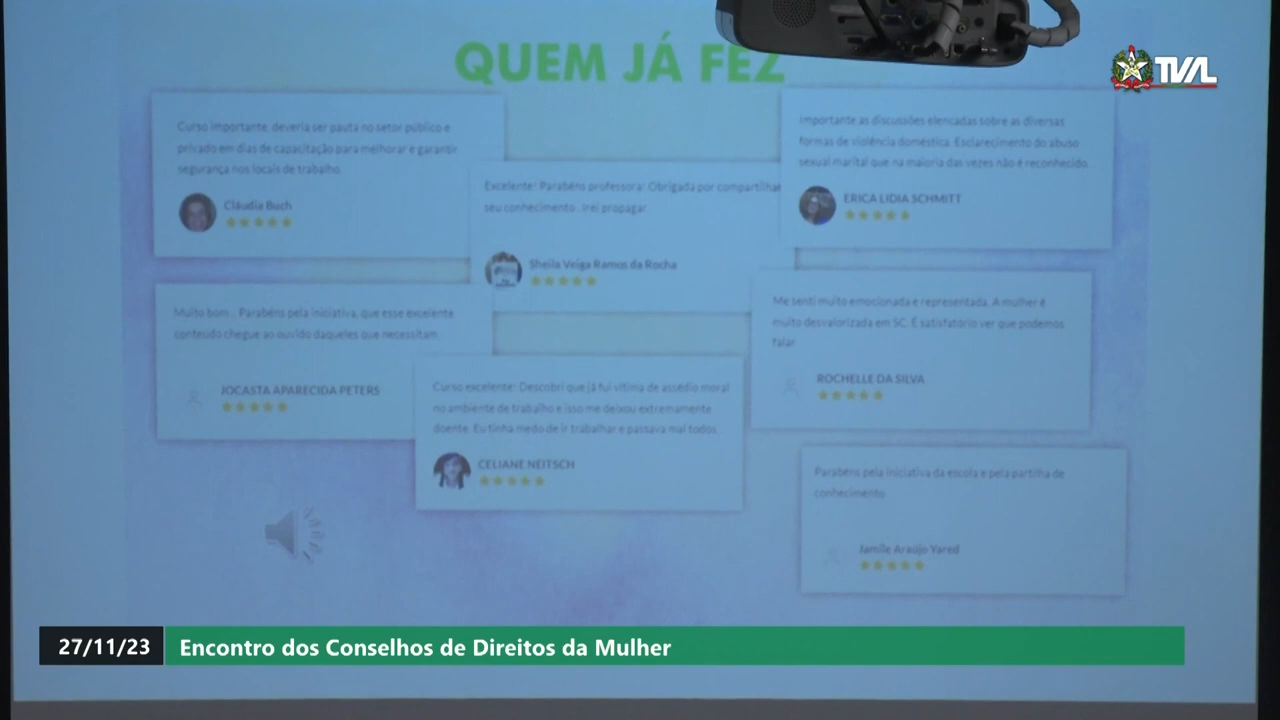 QUEM JÁ FEZ
TVAL
Curso importante, deveria ser pauta no setor público e
privado em dias de capacitação para melhorar e garantir
segurança nos locais de trabalho.
Cláudia Buch
Excelente! Parabéns professora! Obrigada por compartilhar
seu conhecimento. Irei propagar.
Sheila Veiga Ramos da Rocha
Importante as discussões elencadas sobre as diversas
formas de violência doméstica. Esclarecimento do abuso
sexual marital que na maioria das vezes não é reconhecido.
ERICA LIDIA SCHMITT
Muito bom... Parabéns pela iniciativa, que esse excelente
conteúdo chegue ao ouvido daqueles que necessitam.
JOCASTA APARECIDA PETERS
Curso excelente! Descobri que já fui vítima de assédio moral
no ambiente de trabalho e isso me deixou extremamente
doente. Eu tinha medo de ir trabalhar e passava mal todos...
CELIANE NEITSCH
Me senti muito emocionada e representada. A mulher é
muito desvalorizada em SC. É satisfatório ver que podemos
falar
ROCHELLE DA SILVA
Parabéns pela iniciativa da escola e pela partilha de
conhecimento
Jamile Araújo Yared
27/11/23
Encontro dos Conselhos de Direitos da Mulher